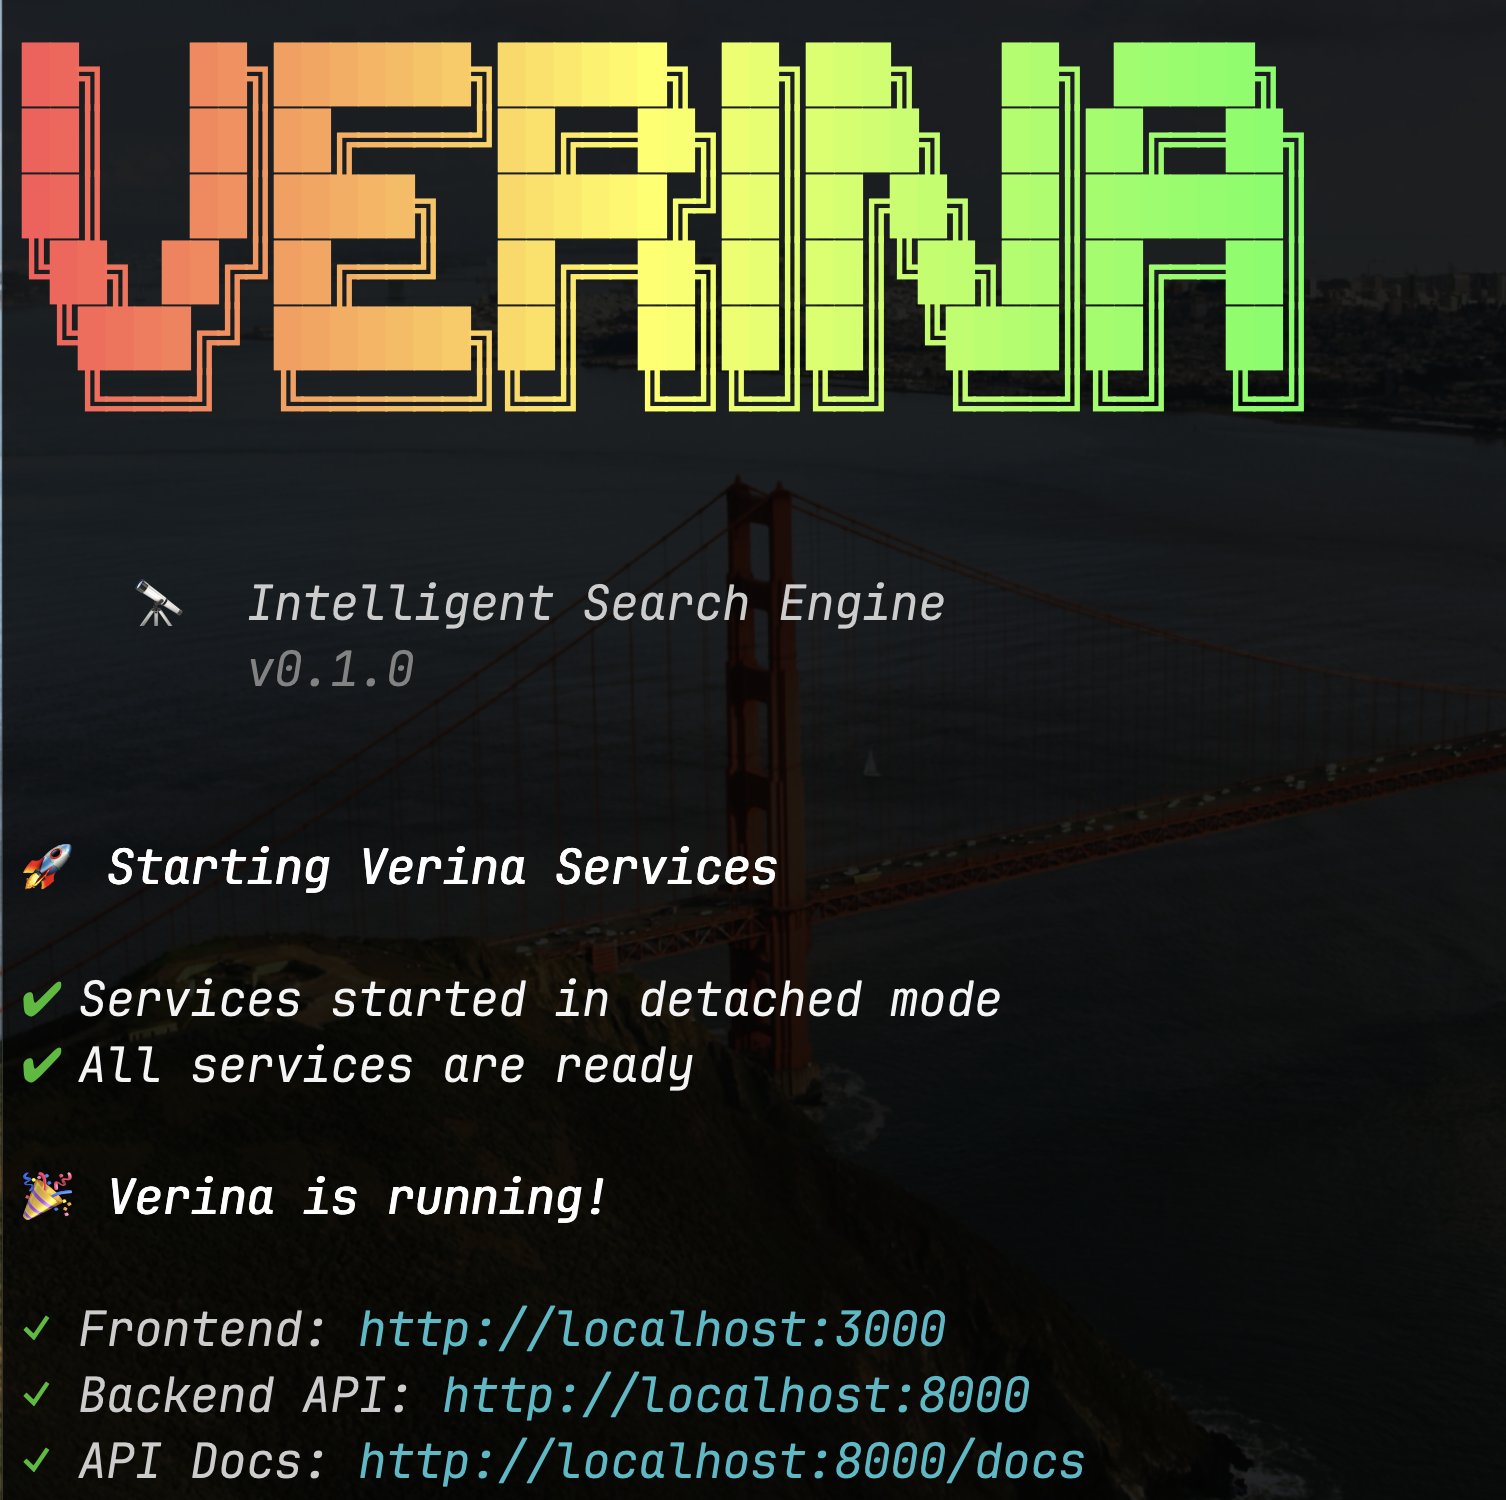 VERINA
🔭 Intelligent Search Engine
v0.1.0
🚀 Starting Verina Services
✔ Services started in detached mode
✔ All services are ready
🎉 Verina is running!
✓ Frontend: http://localhost:3000
✓ Backend API: http://localhost:8000
✓ API Docs: http://localhost:8000/docs